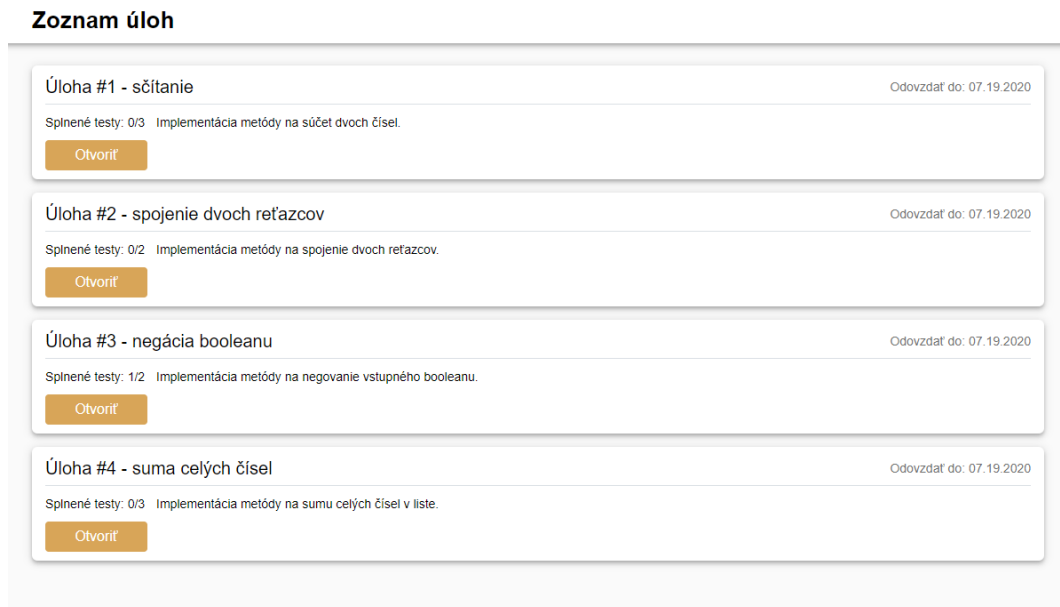 Zoznam úloh
Úloha #1 - sčítanie
Odovzdať do: 07.19.2020
Splnené testy: 0/3 Implementácia metódy na súčet dvoch čísel.
Otvoriť
Úloha #2 - spojenie dvoch reťazcov
Odovzdať do: 07.19.2020
Splnené testy: 0/2 Implementácia metódy na spojenie dvoch reťazcov.
Otvoriť
Úloha #3 - negácia booleanu
Odovzdať do: 07.19.2020
Splnené testy: 1/2 Implementácia metódy na negovanie vstupného booleanu.
Otvoriť
Úloha #4 - suma celých čísel
Odovzdať do: 07.19.2020
Splnené testy: 0/3 Implementácia metódy na sumu celých čísel v liste.
Otvoriť